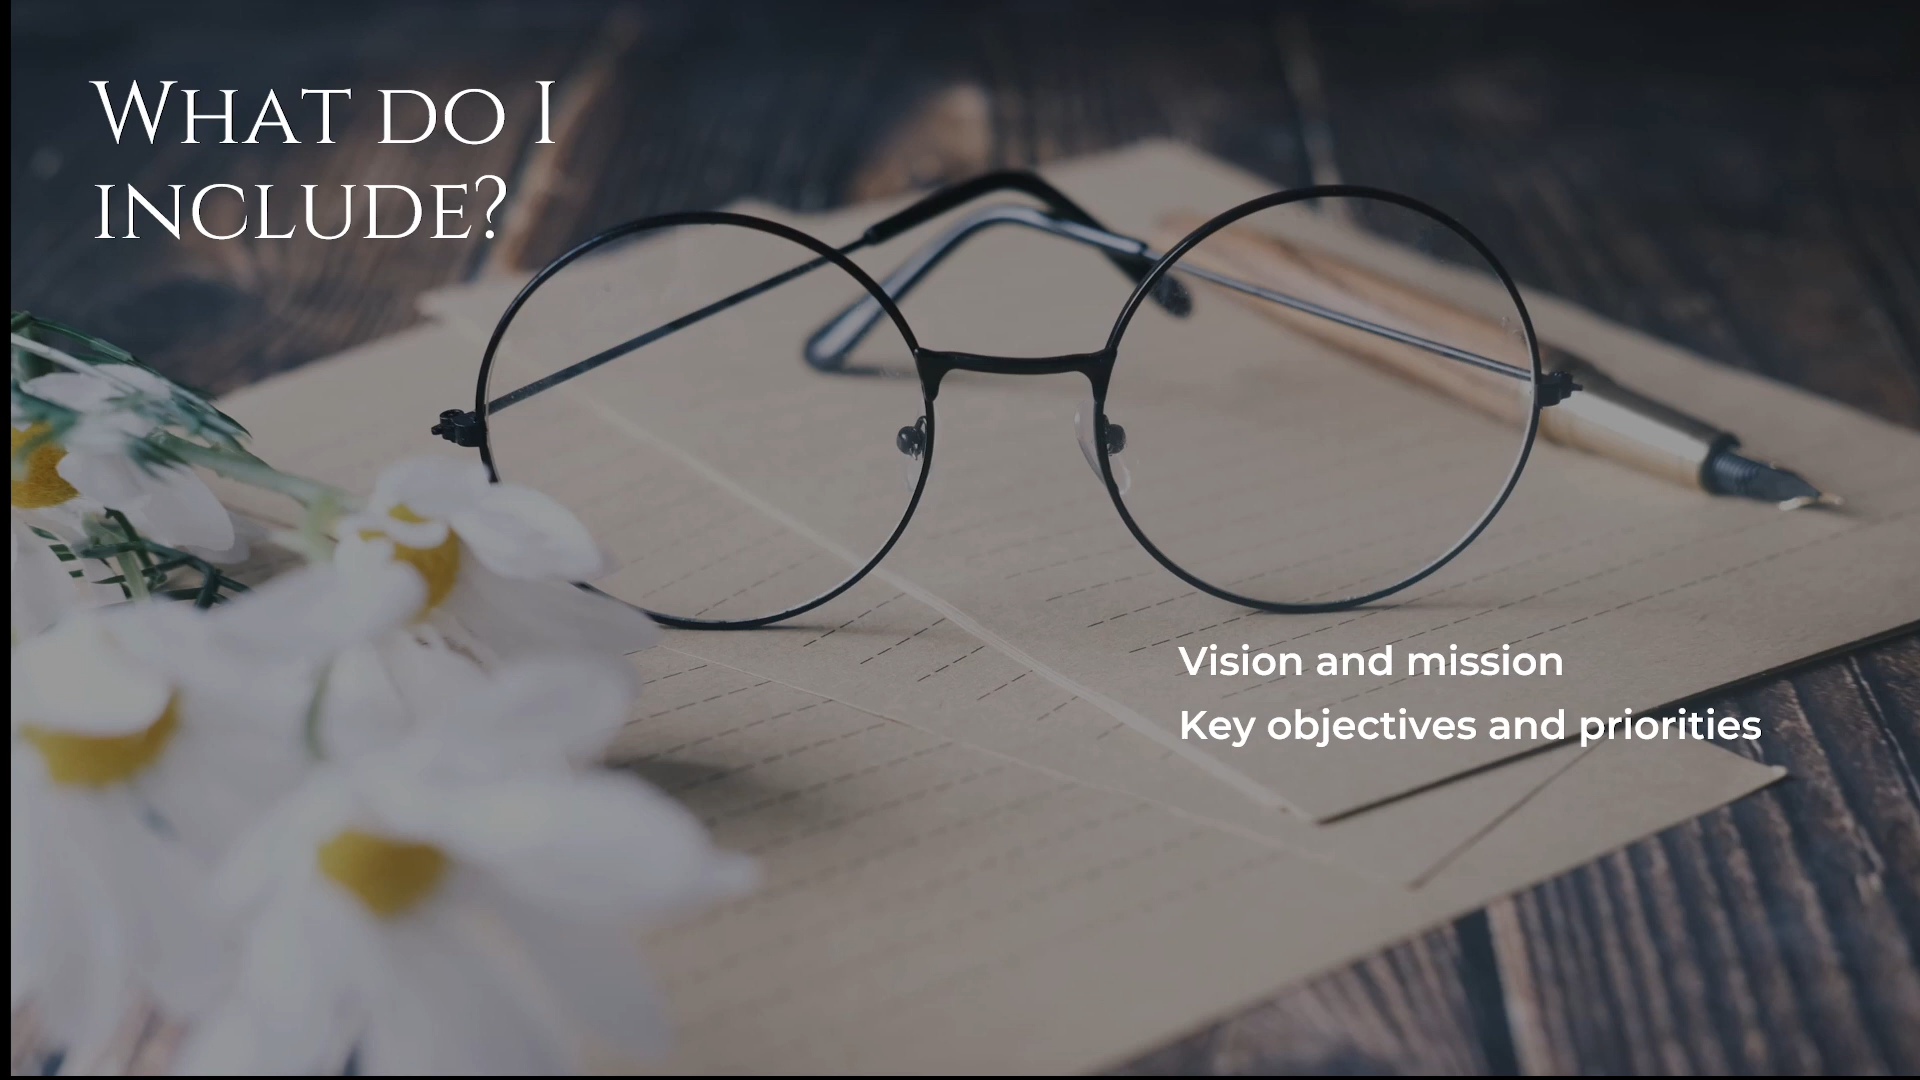 What do I
include?
Vision and mission
Key objectives and priorities